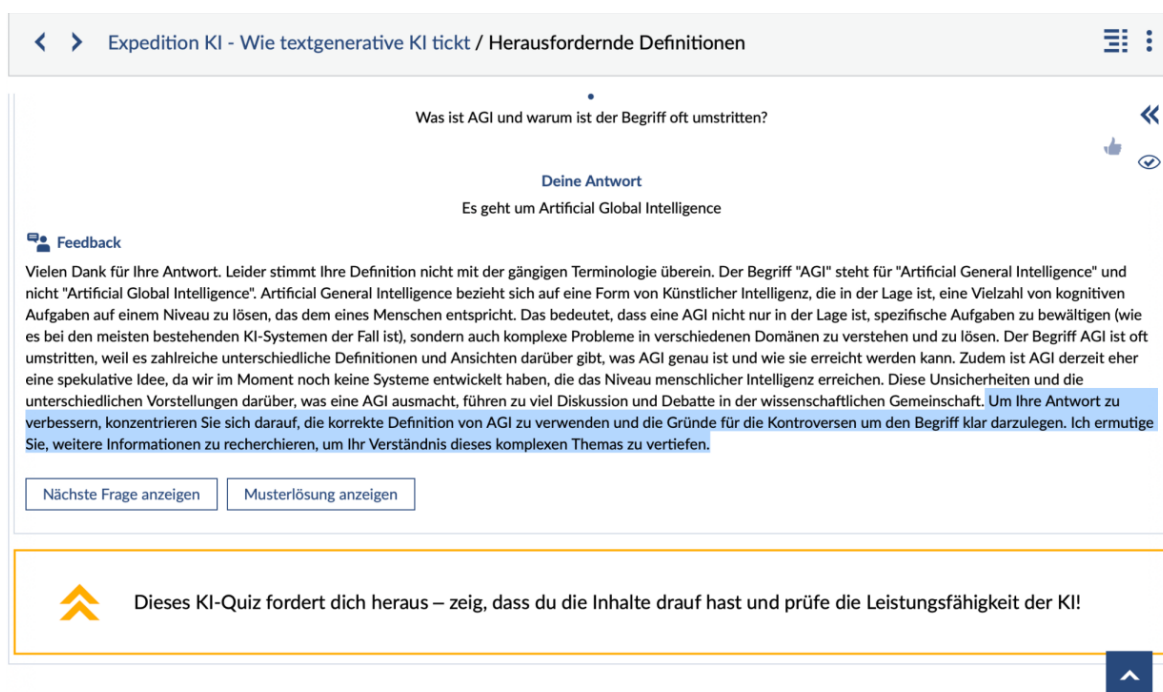 Expedition KI - Wie textgenerative KI tickt / Herausfordernde Definitionen
Was ist AGI und warum ist der Begriff oft umstritten?
Deine Antwort
Es geht um Artificial Global Intelligence
Feedback
Vielen Dank für Ihre Antwort. Leider stimmt Ihre Definition nicht mit der gängigen Terminologie überein. Der Begriff "AGI" steht für "Artificial General Intelligence" und
nicht "Artificial Global Intelligence". Artificial General Intelligence bezieht sich auf eine Form von Künstlicher Intelligenz, die in der Lage ist, eine Vielzahl von kognitiven
Aufgaben auf einem Niveau zu lösen, das dem eines Menschen entspricht. Das bedeutet, dass eine AGI nicht nur in der Lage ist, spezifische Aufgaben zu bewältigen (wie
es bei den meisten bestehenden KI-Systemen der Fall ist), sondern auch komplexe Probleme in verschiedenen Domänen zu verstehen und zu lösen. Der Begriff AGI ist oft
umstritten, weil es zahlreiche unterschiedliche Definitionen und Ansichten darüber gibt, was AGI genau ist und wie sie erreicht werden kann. Zudem ist AGI derzeit eher
eine spekulative Idee, da wir im Moment noch keine Systeme entwickelt haben, die das Niveau menschlicher Intelligenz erreichen. Diese Unsicherheiten und die
unterschiedlichen Vorstellungen darüber, was eine AGI ausmacht, führen zu viel Diskussion und Debatte in der wissenschaftlichen Gemeinschaft. Um Ihre Antwort zu
verbessern, konzentrieren Sie sich darauf, die korrekte Definition von AGI zu verwenden und die Gründe für die Kontroversen um den Begriff klar darzulegen. Ich ermutige
Sie, weitere Informationen zu recherchieren, um Ihr Verständnis dieses komplexen Themas zu vertiefen.
Nächste Frage anzeigen Musterlösung anzeigen
Dieses KI-Quiz fordert dich heraus – zeig, dass du die Inhalte drauf hast und prüfe die Leistungsfähigkeit der KI!